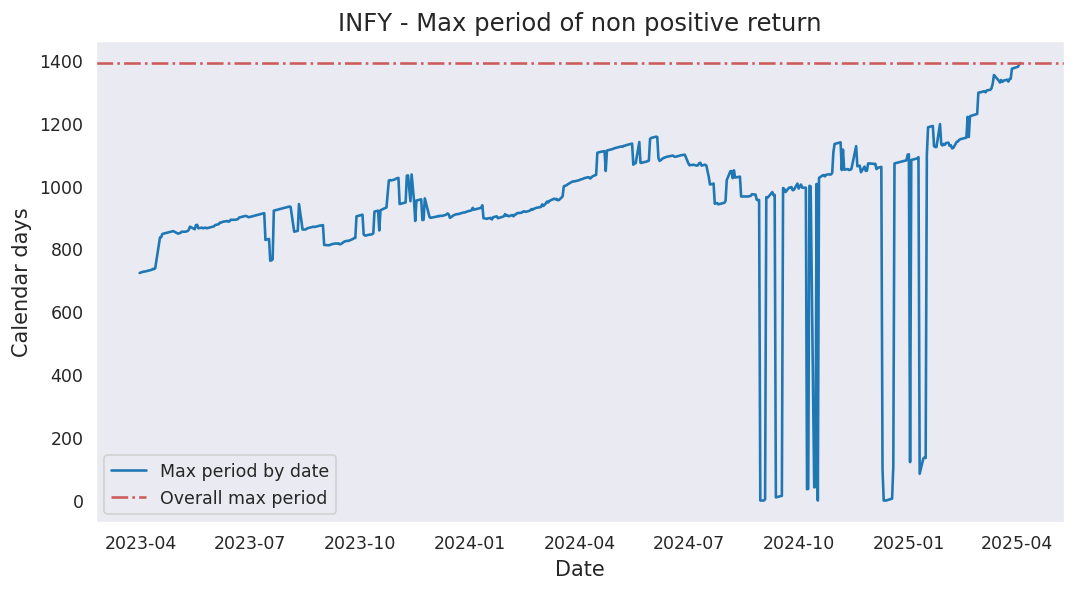 INFY - Max period of non positive return
Calendar days
1400
1200
1000
800
600
400
200
0
Max period by date
Overall max period
2023-04 2023-07 2023-10 2024-01 2024-04 2024-07 2024-10 2025-01 2025-04
Date